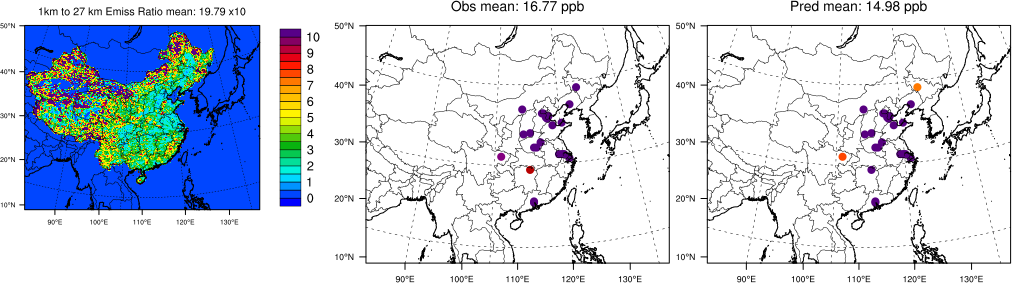 1km to 27 km Emiss Ratio mean: 19.79 x10
50°N
40°N
30°N
20°N
10°N
90°E 100°E 110°E 120°E 130°E
10
9
8
7
6
5
4
3
2
1
0
Obs mean: 16.77 ppb
50°N
40°N
30°N
20°N
10°N
90°E 100°E 110°E 120°E 130°E
Pred mean: 14.98 ppb
50°N
40°N
30°N
20°N
10°N
90°E 100°E 110°E 120°E 130°E